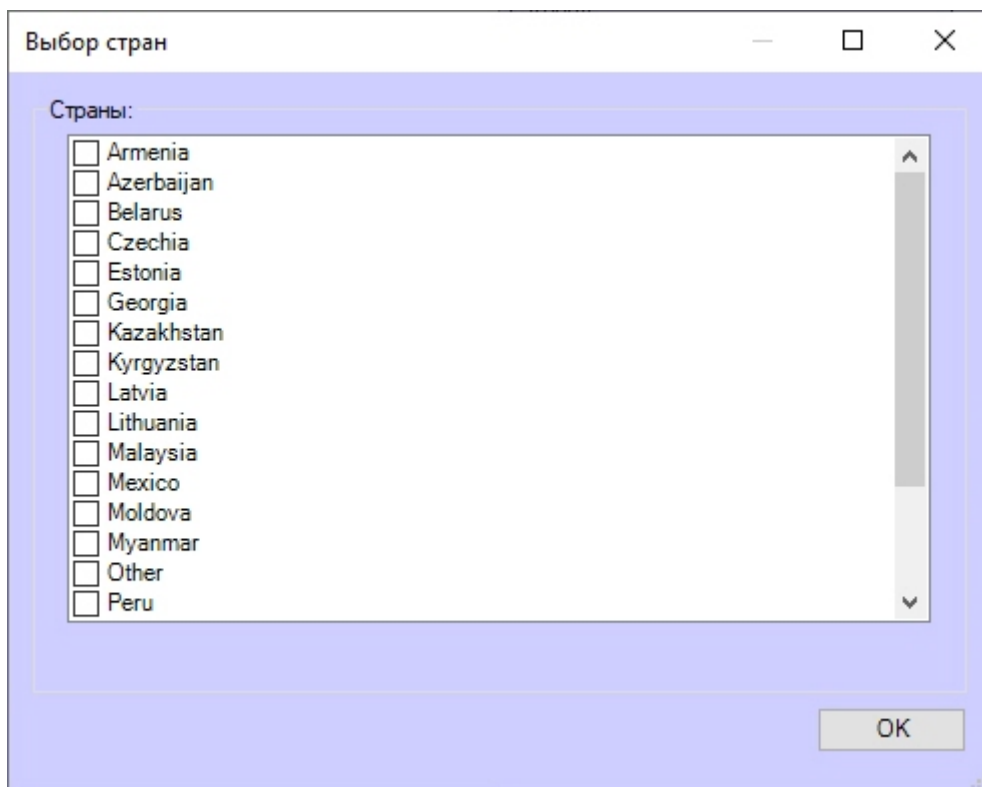 Выбор стран
Страны:
Armenia
Azerbaijan
Belarus
Czechia
Estonia
Georgia
Kazakhstan
Kyrgyzstan
Latvia
Lithuania
Malaysia
Mexico
Moldova
Myanmar
Other
Peru
OK